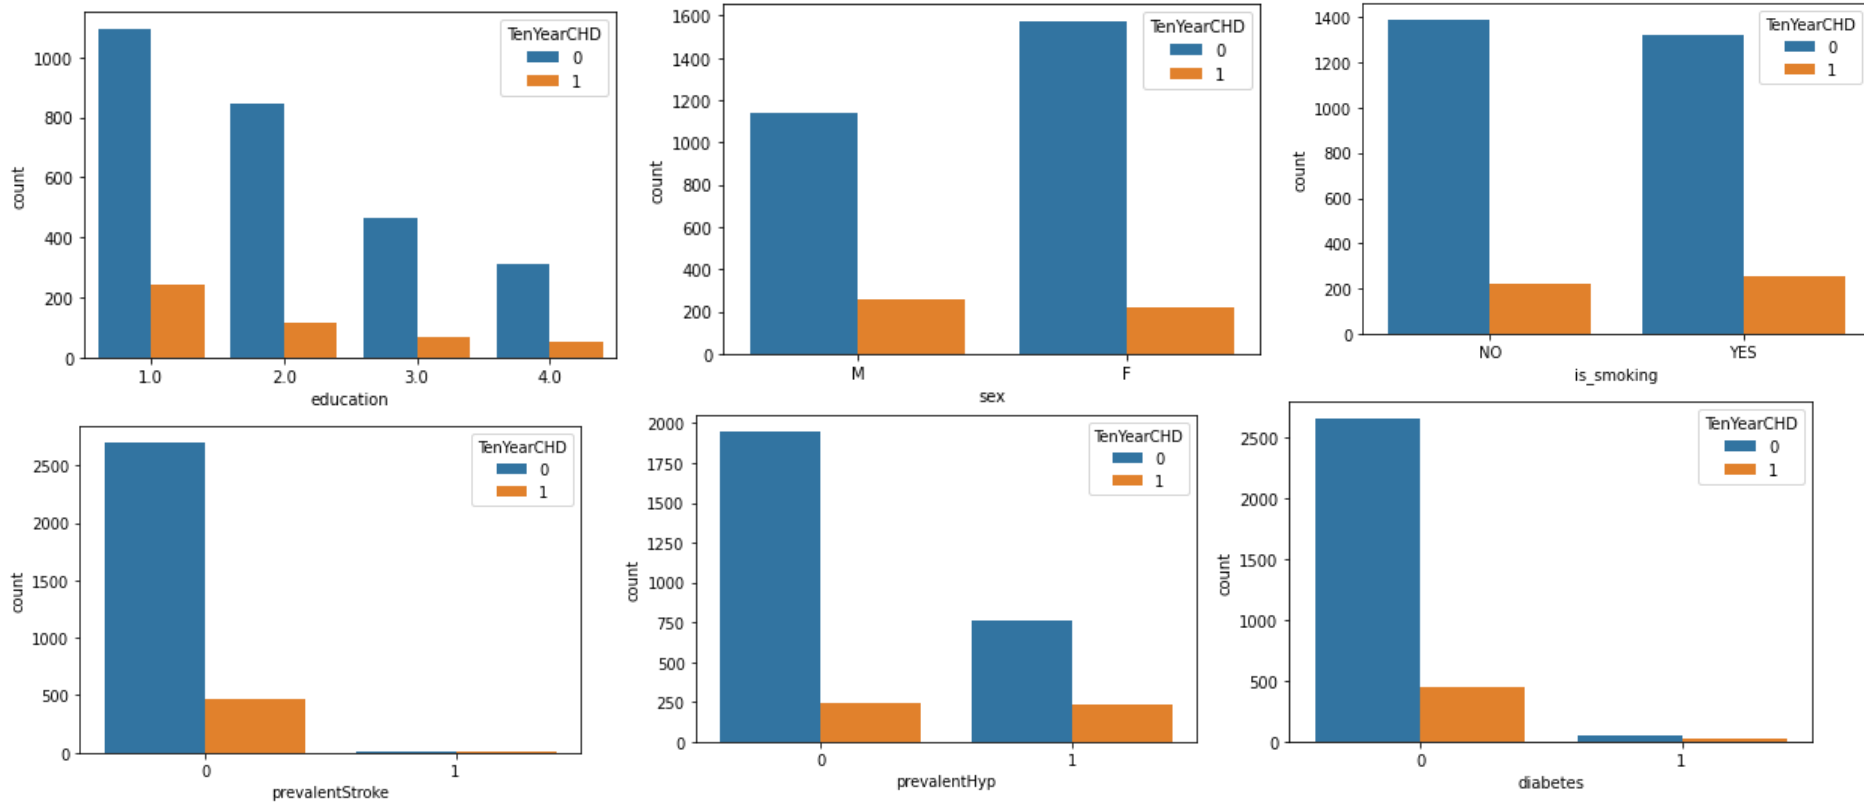 TenYearCHD
0
1
1000
800
600
400
200
0
count
1.0 2.0 3.0 4.0
education
TenYearCHD
0
1
1600
1400
1200
1000
800
600
400
200
0
count
M F
sex
TenYearCHD
0
1
1400
1200
1000
800
600
400
200
0
count
NO YES
is_smoking
TenYearCHD
0
1
2500
2000
1500
1000
500
0
count
0 1
prevalentStroke
TenYearCHD
0
1
2000
1750
1500
1250
1000
750
500
250
0
count
0 1
prevalentHyp
TenYearCHD
0
1
2500
2000
1500
1000
500
0
count
0 1
diabetes